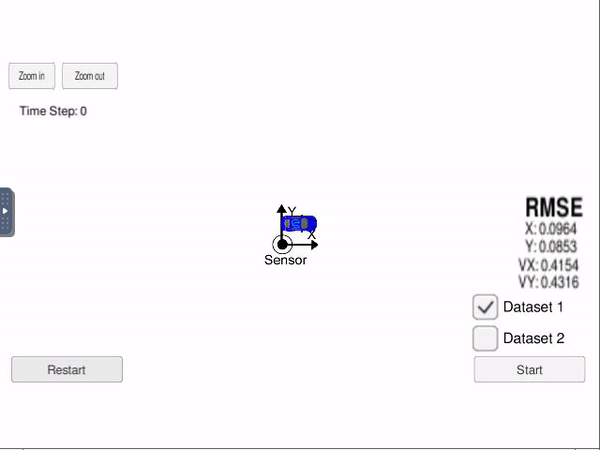 Zoom in
Zoom out
Time Step: 0
Y
X
Sensor
RMSE
X: 0.0964
Y: 0.0853
VX: 0.4154
VY: 0.4316
Dataset 1
Dataset 2
Restart
Start